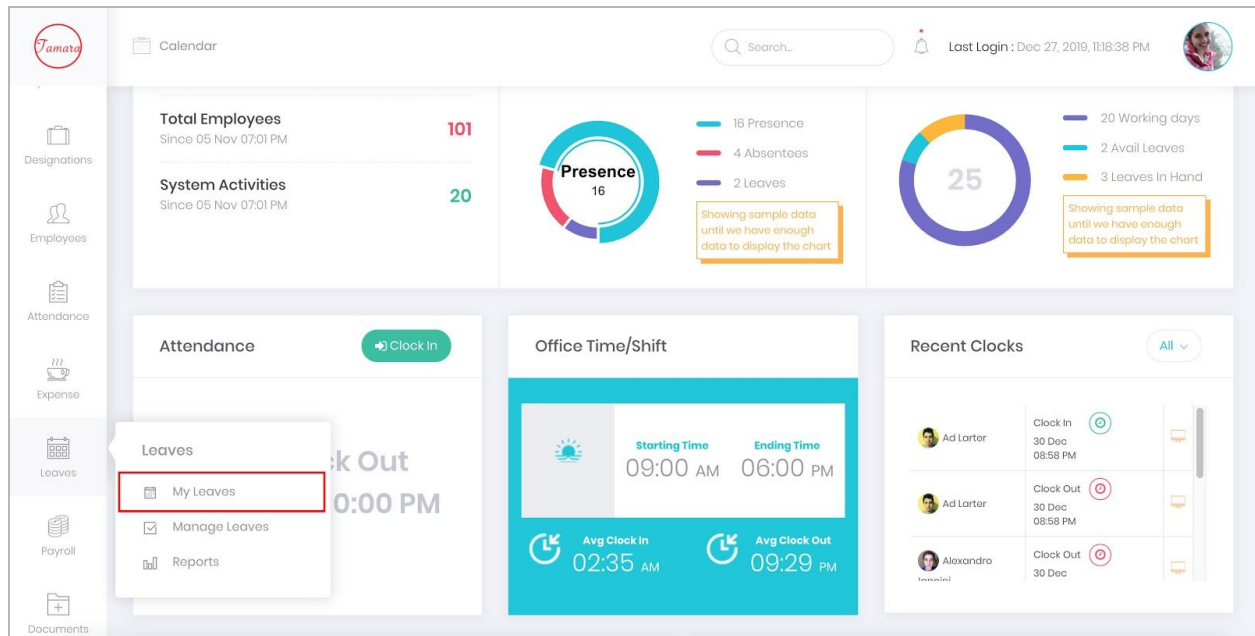 Tamara
Calendar
Search...
Last Login : Dec 27, 2019, 11:18:38 PM
Designations
Employees
Attendance
Expense
Leaves
Payroll
Documents
Total Employees
Since 05 Nov 07:01 PM
101
System Activities
Since 05 Nov 07:01 PM
20
Presence
16
16 Presence
4 Absentees
2 Leaves
Showing sample data
until we have enough
data to display the chart
25
20 Working days
2 Avail Leaves
3 Leaves In Hand
Showing sample data
until we have enough
data to display the chart
Attendance
Clock In
Out
0:00 PM
Leaves
My Leaves
Manage Leaves
Reports
Office Time/Shift
Starting Time
09:00 AM
Ending Time
06:00 PM
Avg Clock In
02:35 AM
Avg Clock Out
09:29 PM
Recent Clocks
All
Ad Larter
Clock In
30 Dec
08:58 PM
Ad Larter
Clock Out
30 Dec
08:58 PM
Alexandro
Clock Out
30 Dec